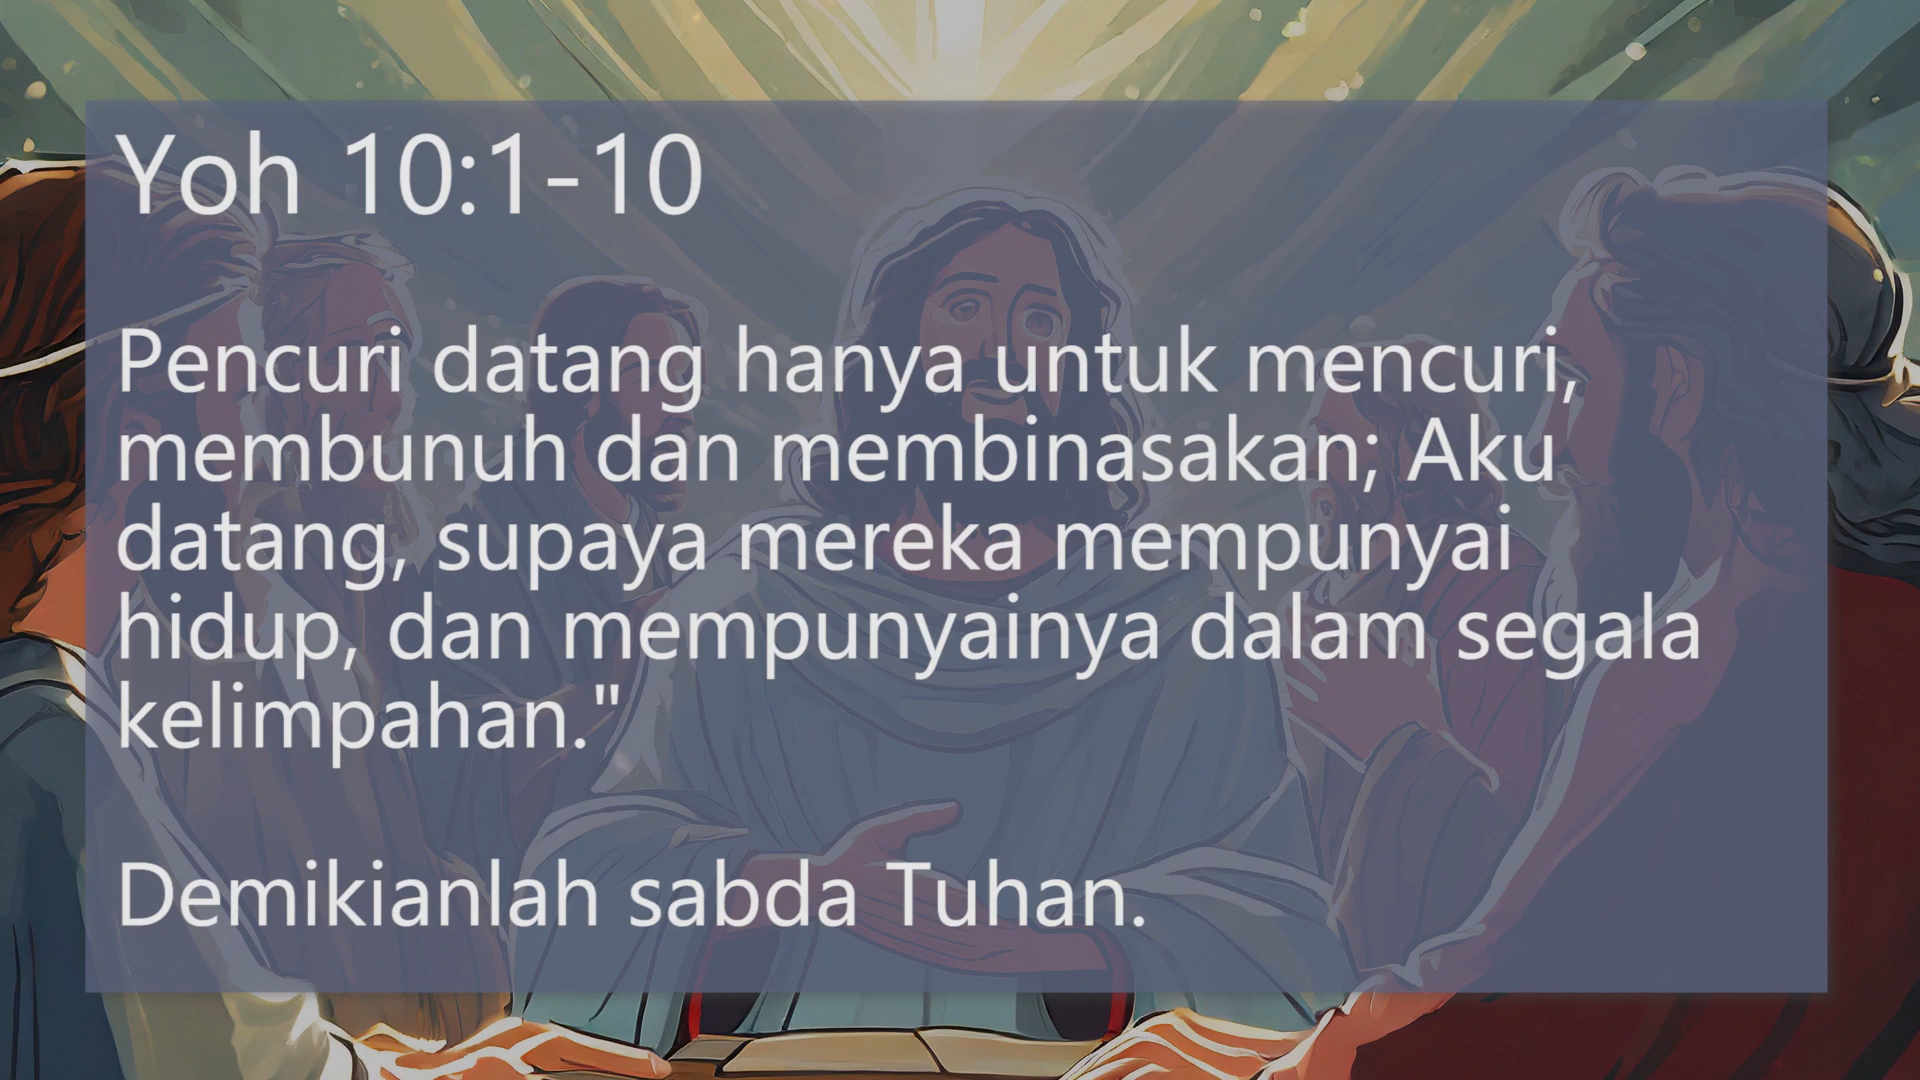 Yoh 10:1-10
Pencuri datang hanya untuk mencuri,
membunuh dan membinasakan; Aku
datang, supaya mereka mempunyai
hidup, dan mempunyainya dalam segala
kelimpahan."
Demikianlah sabda Tuhan.